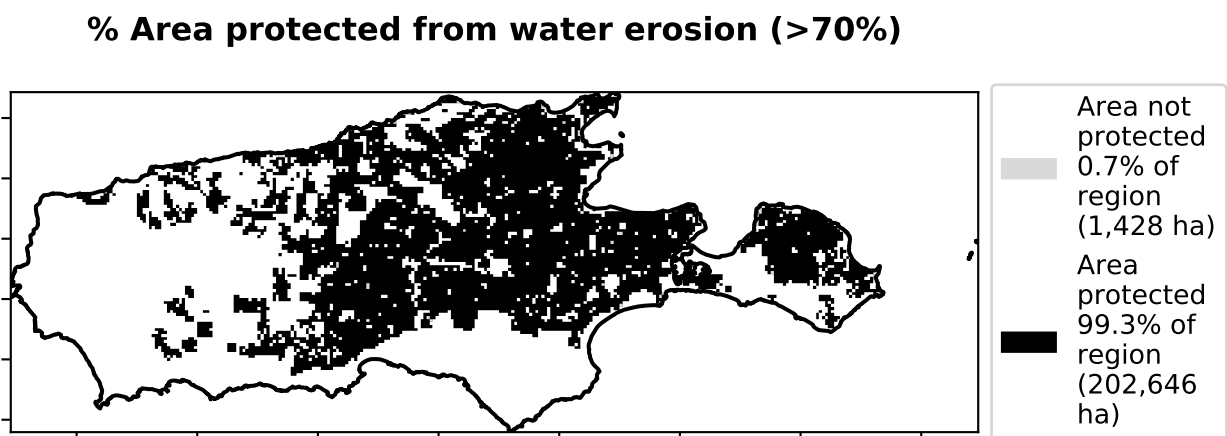 % Area protected from water erosion (>70%)
Area not
protected
0.7% of
region
(1,428 ha)
Area
protected
99.3% of
region
(202,646
ha)